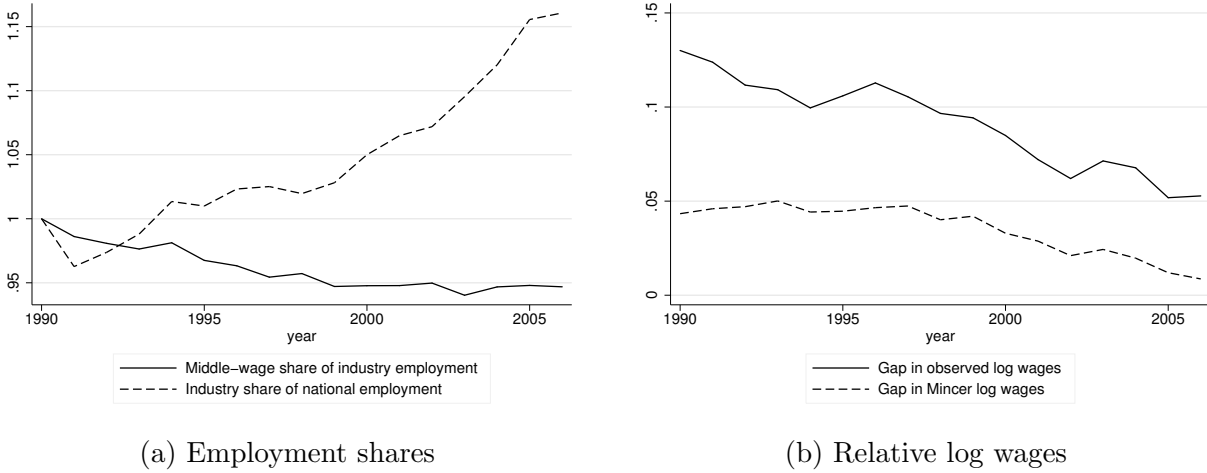 1.15
1.1
1.05
1
.95
1990 1995 2000 2005
year
Middle−wage share of industry employment
Industry share of national employment
(a) Employment shares
.15
.1
.05
0
1990 1995 2000 2005
year
Gap in observed log wages
Gap in Mincer log wages
(b) Relative log wages